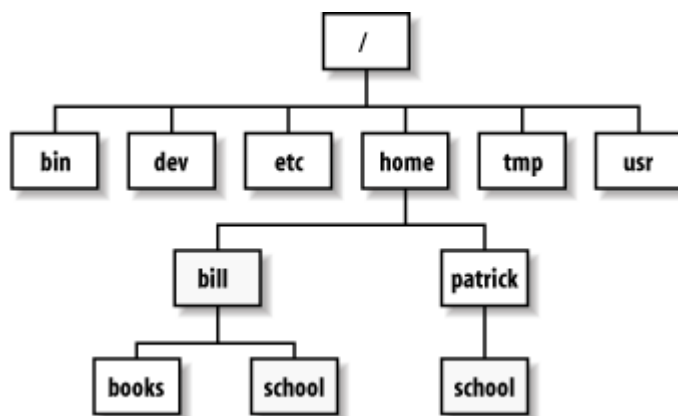 /
bin dev etc home tmp usr
bill patrick
books school school